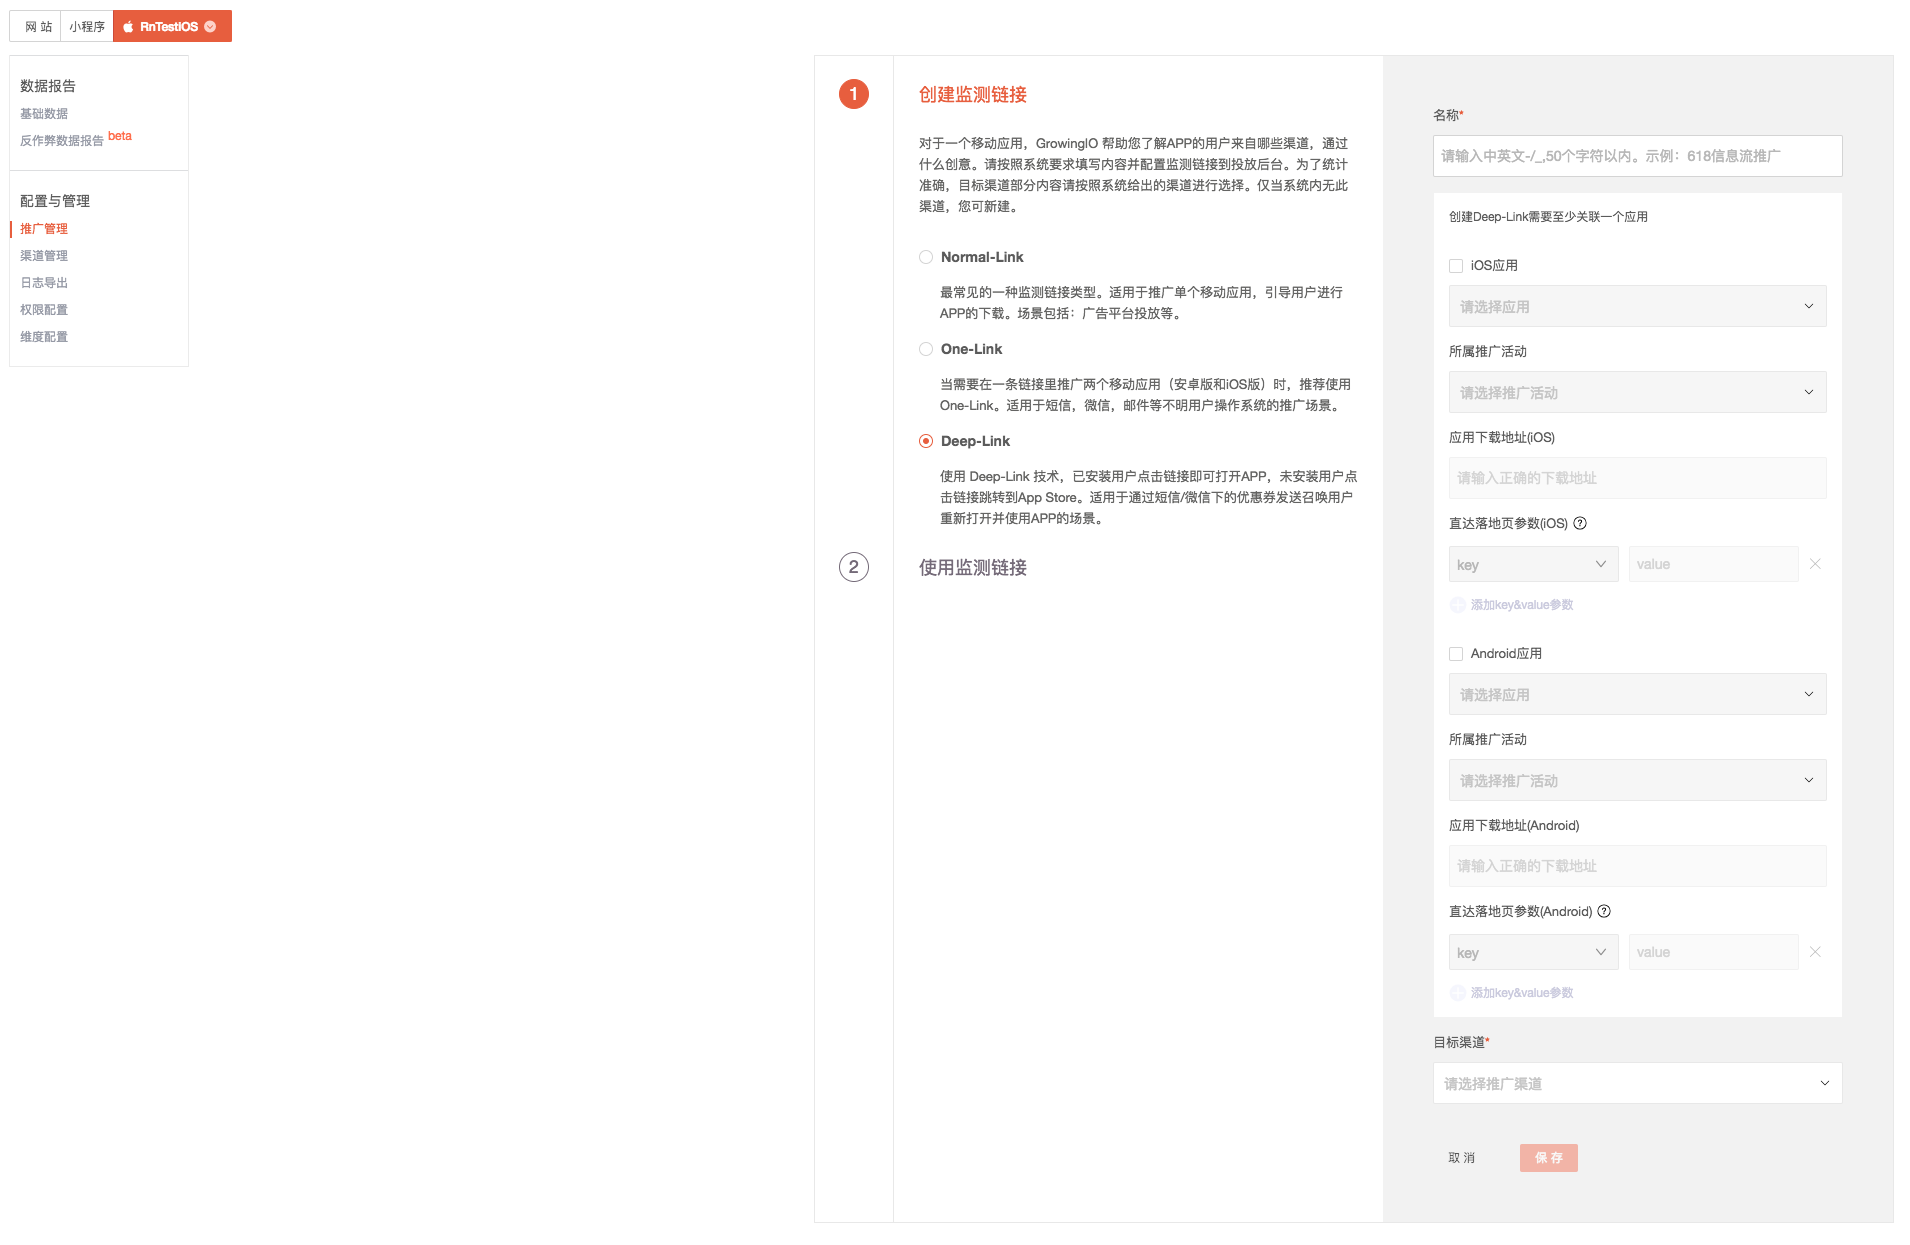 网 站 小程序 RnTestIOS
数据报告
基础数据
反作弊数据报告 beta
配置与管理
推广管理
渠道管理
日志导出
权限配置
维度配置
1
创建监测链接
对于一个移动应用，GrowingIO 帮助您了解APP的用户来自哪些渠道，通过
什么创意。请按照系统要求填写内容并配置监测链接到投放后台。为了统计
准确，目标渠道部分内容请按照系统给出的渠道进行选择。仅当系统内无此
渠道，您可新建。
Normal-Link
最常见的一种监测链接类型。适用于推广单个移动应用，引导用户进行
APP的下载。场景包括：广告平台投放等。
One-Link
当需要在一条链接里推广两个移动应用（安卓版和iOS版）时，推荐使用
One-Link。适用于短信，微信，邮件等不明用户操作系统的推广场景。
Deep-Link
使用 Deep-Link 技术，已安装用户点击链接即可打开APP，未安装用户点
击链接跳转到App Store。适用于通过短信/微信下的优惠券发送召唤用户
重新打开并使用APP的场景。
2
使用监测链接
名称*
请输入中英文-/_,50个字符以内。示例：618信息流推广
创建Deep-Link需要至少关联一个应用
iOS应用
请选择应用
所属推广活动
请选择推广活动
应用下载地址(iOS)
请输入正确的下载地址
直达落地页参数(iOS) ?
key value
添加key&value参数
Android应用
请选择应用
所属推广活动
请选择推广活动
应用下载地址(Android)
请输入正确的下载地址
直达落地页参数(Android) ?
key value
添加key&value参数
目标渠道*
请选择推广渠道
取 消 保 存